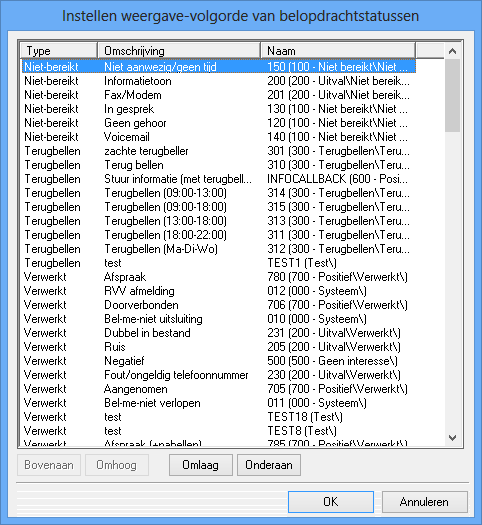 Instellen weergave-volgorde van belopdrachtstatussen
Type Omschrijving Naam
Niet-bereikt Niet aanwezig/geen tijd 150 (100 - Niet bereikt\Niet ...
Niet-bereikt Informatietoon 200 (200 - Uitval\Niet bereikt...
Niet-bereikt Fax/Modem 201 (200 - Uitval\Niet bereikt...
Niet-bereikt In gesprek 130 (100 - Niet bereikt\Niet ...
Niet-bereikt Geen gehoor 120 (100 - Niet bereikt\Niet ...
Niet-bereikt Voicemail 140 (100 - Niet bereikt\Niet ...
Terugbellen zachte terugbeller 301 (300 - Terugbellen\Teru...
Terugbellen Terug bellen 310 (300 - Terugbellen\Teru...
Terugbellen Stuur informatie (met terugbell... INFOCALLBACK (600 - Posi...
Terugbellen Terugbellen (09:00-13:00) 314 (300 - Terugbellen\Teru...
Terugbellen Terugbellen (09:00-18:00) 315 (300 - Terugbellen\Teru...
Terugbellen Terugbellen (13:00-18:00) 313 (300 - Terugbellen\Teru...
Terugbellen Terugbellen (18:00-22:00) 311 (300 - Terugbellen\Teru...
Terugbellen Terugbellen (Ma-Di-Wo) 312 (300 - Terugbellen\Teru...
Terugbellen test TEST1 (Test\)
Verwerkt Afspraak 780 (700 - Positief\Verwerkt\)
Verwerkt RVV afmelding 012 (000 - Systeem\)
Verwerkt Doorverbonden 706 (700 - Positief\Verwerkt\)
Verwerkt Bel-me-niet uitsluiting 010 (000 - Systeem\)
Verwerkt Dubbel in bestand 231 (200 - Uitval\Verwerkt\)
Verwerkt Ruis 205 (200 - Uitval\Verwerkt\)
Verwerkt Negatief 500 (500 - Geen interesse\)
Verwerkt Fout/ongeldig telefoonnummer 230 (200 - Uitval\Verwerkt\)
Verwerkt Aangenomen 705 (700 - Positief\Verwerkt\)
Verwerkt Bel-me-niet verlopen 011 (000 - Systeem\)
Verwerkt test TEST18 (Test\)
Verwerkt test TEST8 (Test\)
Verwerkt Afspraak (+nabellen) 785 (700 - Positief\Verwerkt\)
Bovenaan Omhoog Omlaag Onderaan
OK Annuleren